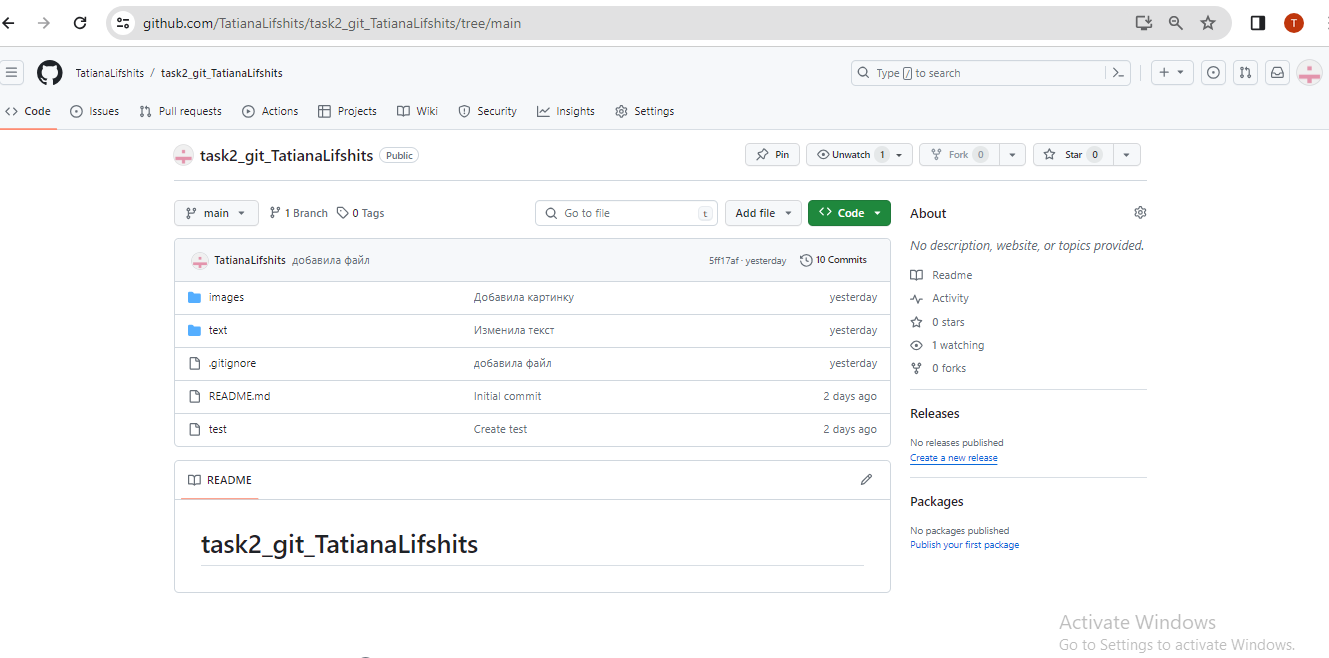 github.com/TatianaLifshits/task2_git_TatianaLifshits/tree/main
T
TatianaLifshits / task2_git_TatianaLifshits
Type / to search
Code Issues Pull requests Actions Projects Wiki Security Insights Settings
task2_git_TatianaLifshits Public
Pin Unwatch 1 Fork 0 Star 0
main 1 Branch 0 Tags Go to file t Add file Code
TatianaLifshits добавила файл 5ff17af · yesterday 10 Commits
images Добавила картинку yesterday
text Изменила текст yesterday
.gitignore добавила файл yesterday
README.md Initial commit 2 days ago
test Create test 2 days ago
README
task2_git_TatianaLifshits
About
No description, website, or topics provided.
Readme
Activity
0 stars
1 watching
0 forks
Releases
No releases published
Create a new release
Packages
No packages published
Publish your first package
Activate Windows
Go to Settings to activate Windows.